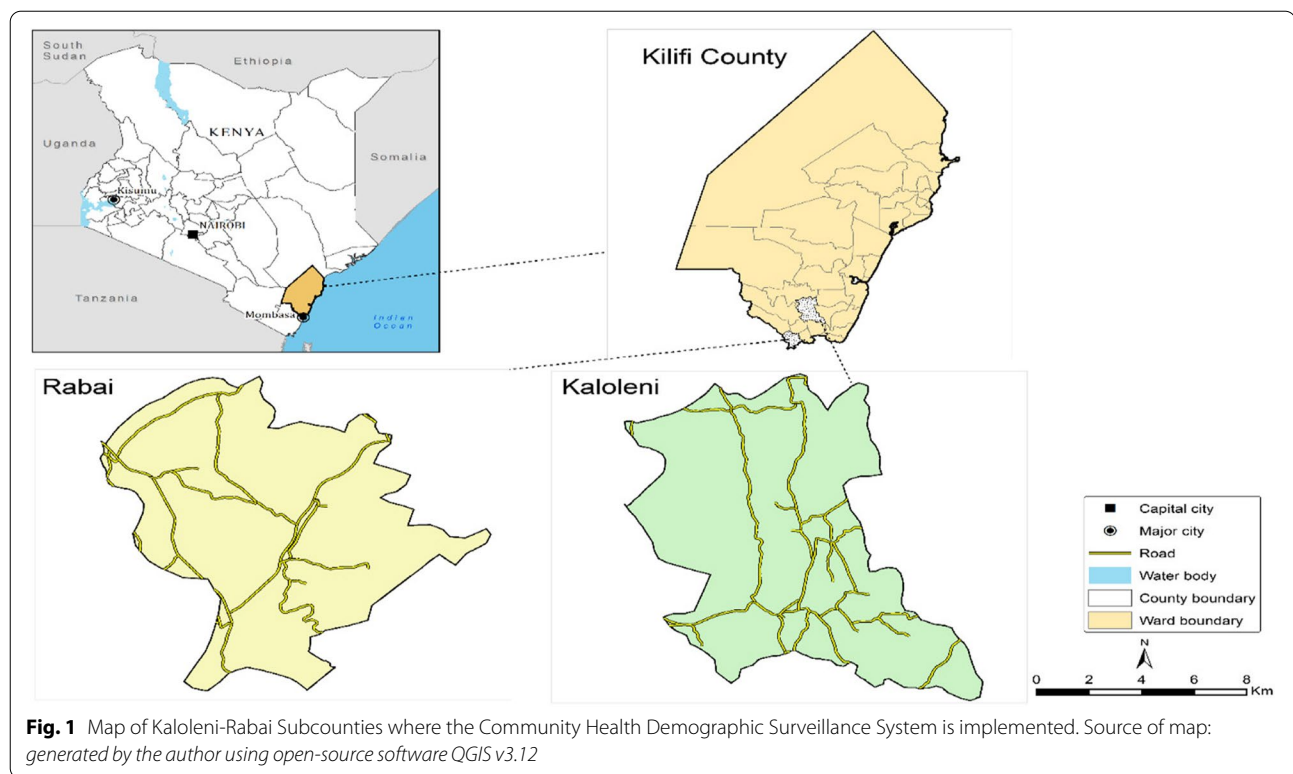 South
Sudan
Ethiopia
Uganda
KENYA
Somalia
Kisumu
NAIROBI
Tanzania
Mombasa
Indian
Ocean
Kilifi County
Rabai
Kaloleni
Capital city
Major city
Road
Water body
County boundary
Ward boundary
N
0 2 4 6 8
Km
Fig. 1 Map of Kaloleni-Rabai Subcounties where the Community Health Demographic Surveillance System is implemented. Source of map:
generated by the author using open-source software QGIS v3.12